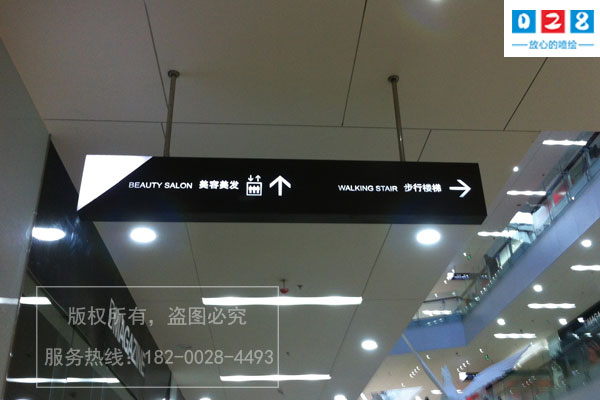 028
放心的喷绘
BEAUTY SALON 美容美发
WALKING STAIR 步行楼梯
版权所有，盗图必究
服务热线：182-0028-4493